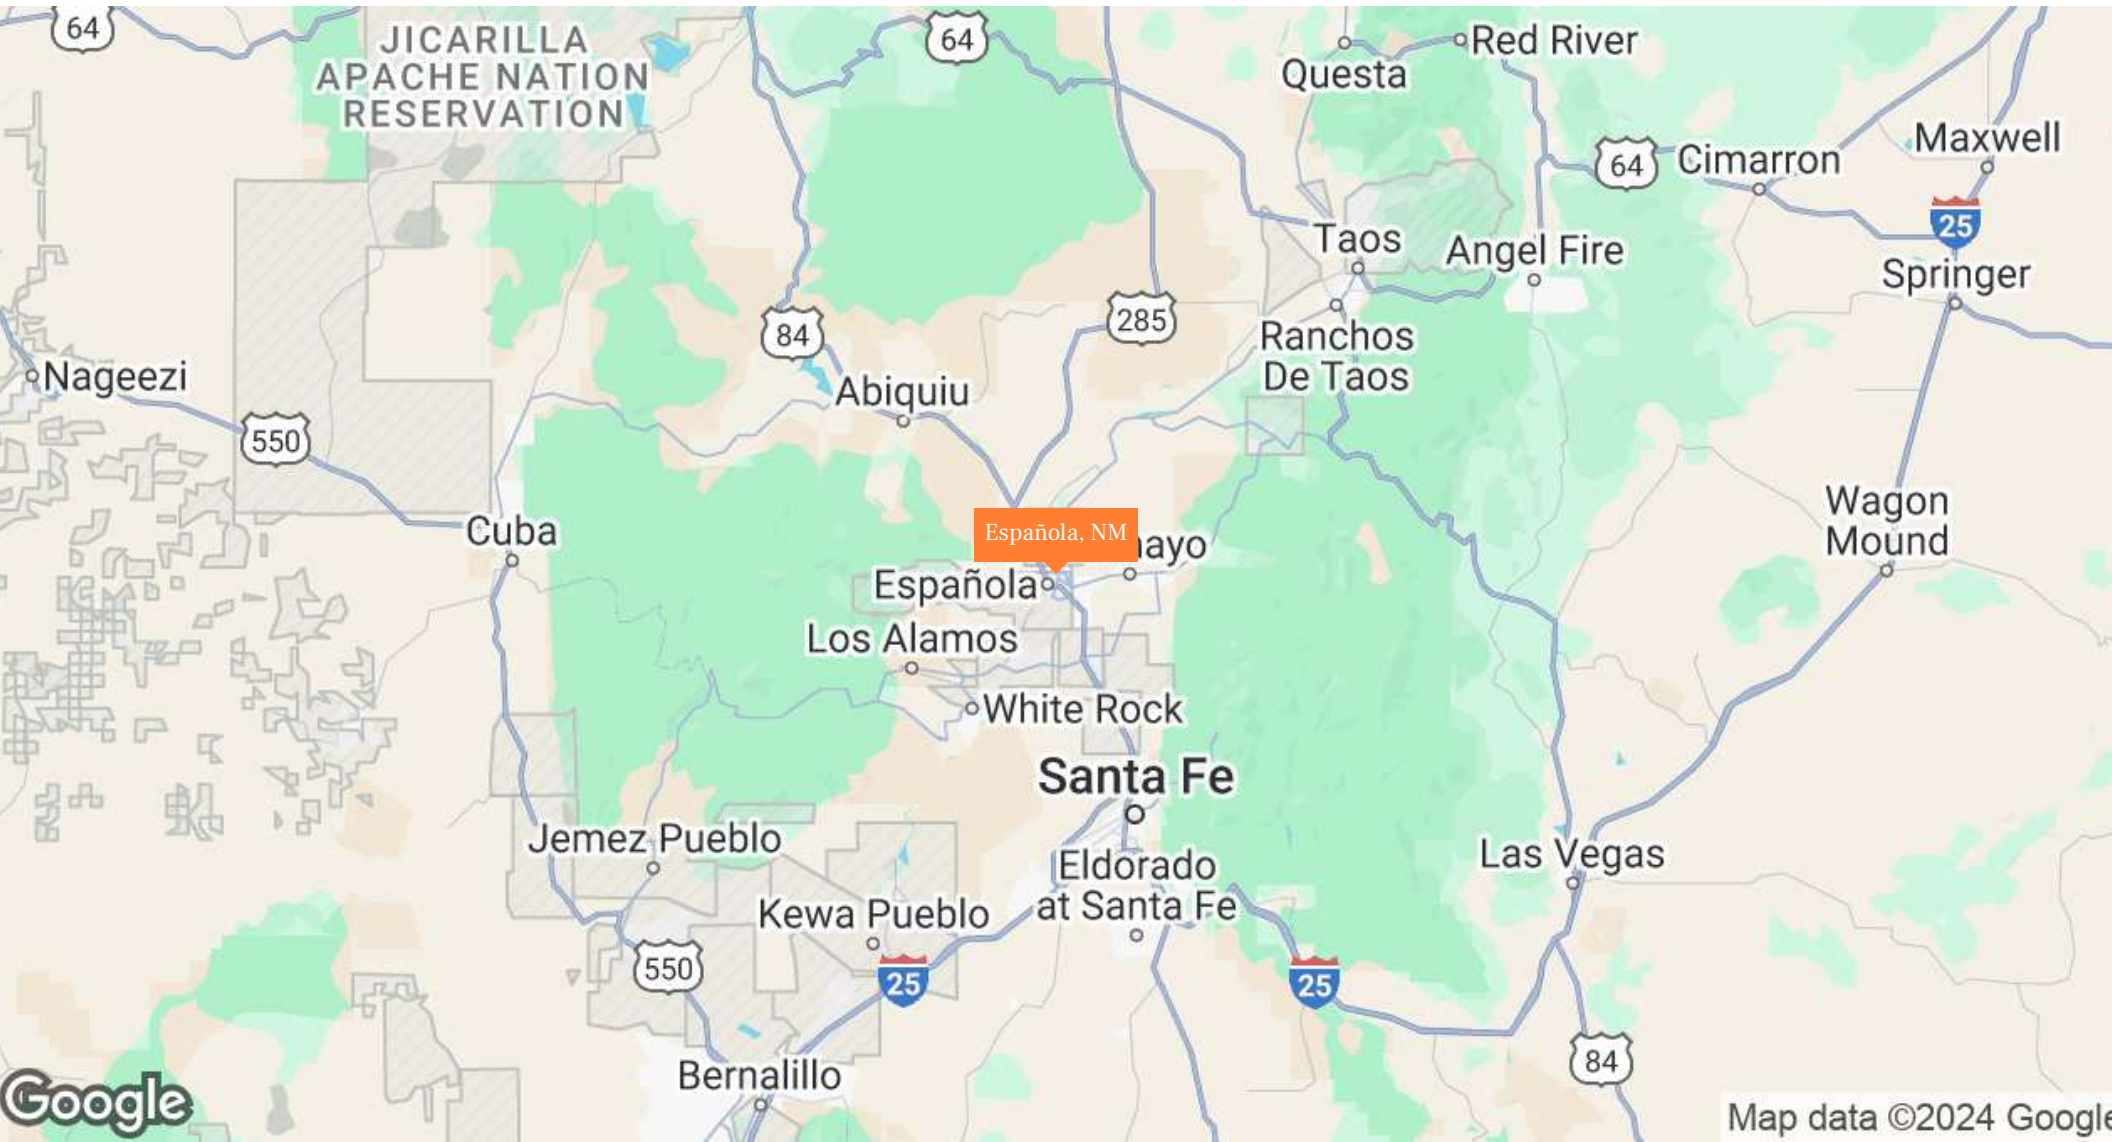 64
64
JICARILLA
APACHE NATION
RESERVATION
Red River
Questa
Maxwell
64
Cimarron
25
Taos
Angel Fire
Springer
84
285
Ranchos
De Taos
Nageezi
Abiquiu
550
Wagon
Mound
Cuba
Española, NM
Española
Los Alamos
White Rock
Santa Fe
Jemez Pueblo
Eldorado
at Santa Fe
Las Vegas
Kewa Pueblo
550
25
25
84
Bernalillo
Google
Map data ©2024 Google